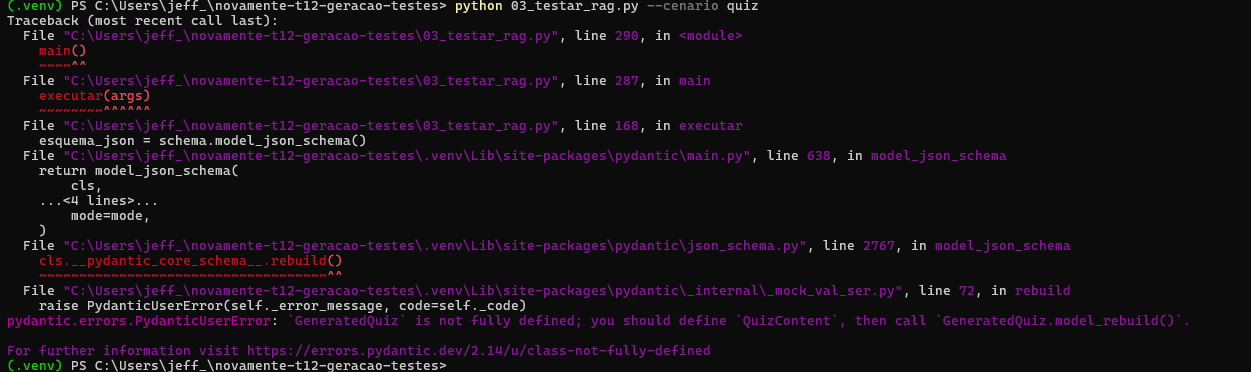 (.venv) PS C:\Users\jeff_\novamente-t12-geracao-testes> python 03_testar_rag.py --cenario quiz
Traceback (most recent call last):
  File "C:\Users\jeff_\novamente-t12-geracao-testes\03_testar_rag.py", line 290, in <module>
    main()
    ~~~~^^
  File "C:\Users\jeff_\novamente-t12-geracao-testes\03_testar_rag.py", line 287, in main
    executar(args)
    ~~~~~~~~^^^^^^
  File "C:\Users\jeff_\novamente-t12-geracao-testes\03_testar_rag.py", line 168, in executar
    esquema_json = schema.model_json_schema()
  File "C:\Users\jeff_\novamente-t12-geracao-testes\.venv\Lib\site-packages\pydantic\main.py", line 638, in model_json_schema
    return model_json_schema(
        cls,
    ...<4 lines>...
        mode=mode,
    )
  File "C:\Users\jeff_\novamente-t12-geracao-testes\.venv\Lib\site-packages\pydantic\json_schema.py", line 2767, in model_json_schema
    cls.__pydantic_core_schema__.rebuild()
    ~~~~~~~~~~~~~~~~~~~~~~~~~~~~~~~~~~~~^^
  File "C:\Users\jeff_\novamente-t12-geracao-testes\.venv\Lib\site-packages\pydantic\_internal\_mock_val_ser.py", line 72, in rebuild
    raise PydanticUserError(self._error_message, code=self._code)
pydantic.errors.PydanticUserError: `GeneratedQuiz` is not fully defined; you should define `QuizContent`, then call `GeneratedQuiz.model_rebuild()`.

For further information visit https://errors.pydantic.dev/2.14/u/class-not-fully-defined
(.venv) PS C:\Users\jeff_\novamente-t12-geracao-testes>